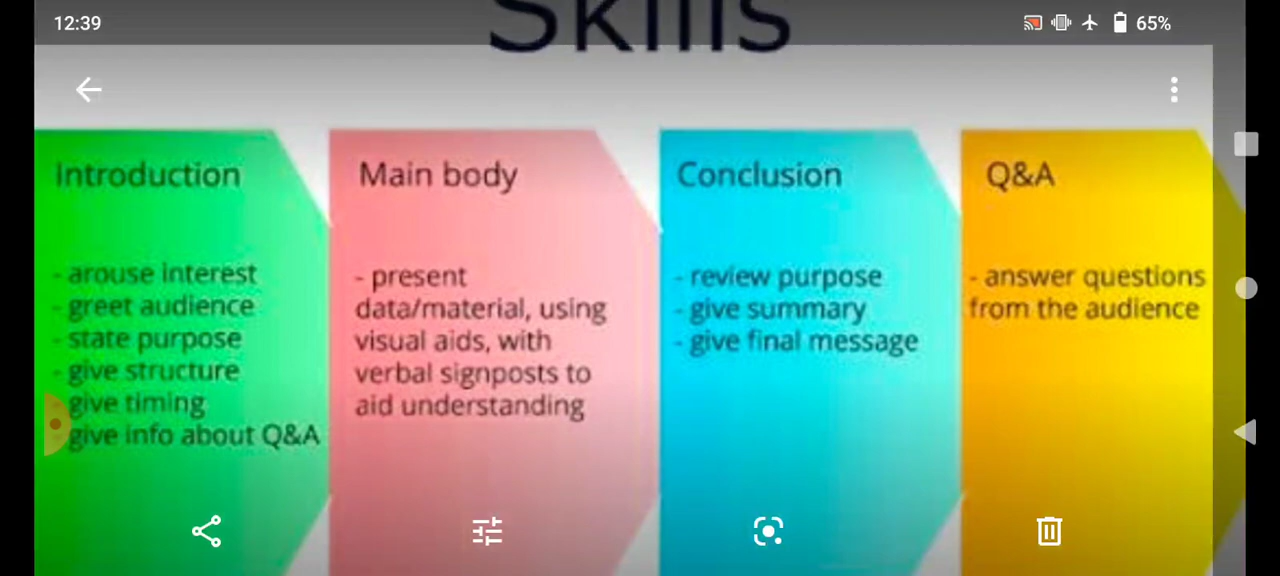 12:39
65%
Skills
Introduction
- arouse interest
- greet audience
- state purpose
- give structure
- give timing
- give info about Q&A
Main body
- present
data/material, using
visual aids, with
verbal signposts to
aid understanding
Conclusion
- review purpose
- give summary
- give final message
Q&A
- answer questions
from the audience